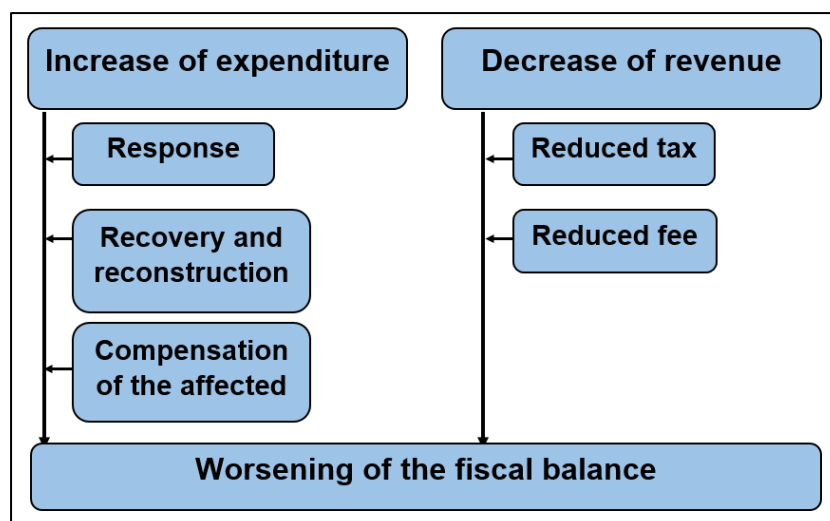 Increase of expenditure
Response
Recovery and
reconstruction
Compensation
of the affected
Decrease of revenue
Reduced tax
Reduced fee
Worsening of the fiscal balance